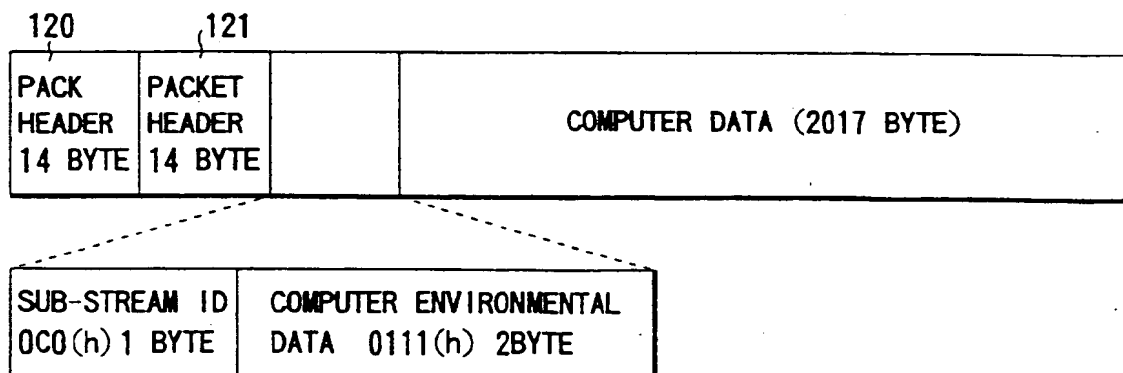 120
121
PACK
HEADER
14 BYTE
PACKET
HEADER
14 BYTE
COMPUTER DATA (2017 BYTE)
SUB-STREAM ID
0C0(h) 1 BYTE
COMPUTER ENVIRONMENTAL
DATA 0111(h) 2BYTE